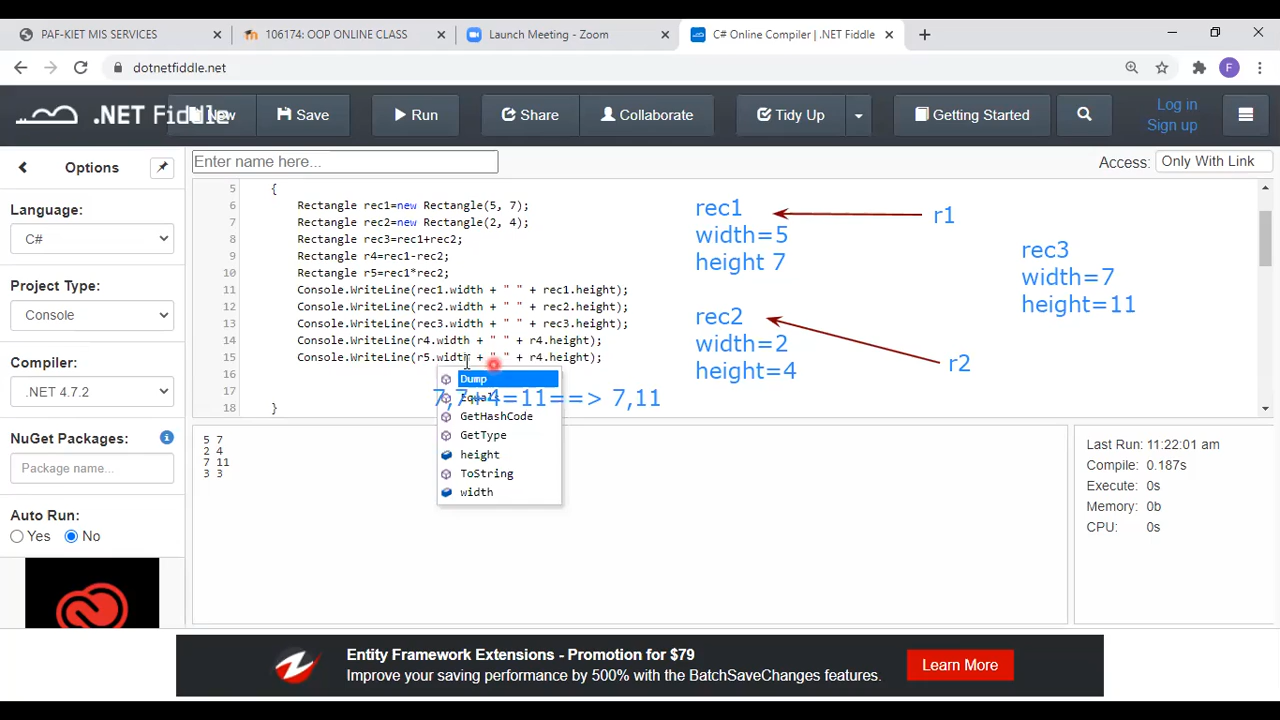 PAF-KIET MIS SERVICES
106174: OOP ONLINE CLASS
Launch Meeting - Zoom
C# Online Compiler | .NET Fiddle
dotnetfiddle.net
F
.NET Fiddle
New
Save
Run
Share
Collaborate
Tidy Up
Getting Started
Log in
Sign up
Options
Enter name here...
Access:
Only With Link
Language:
C#
Project Type:
Console
Compiler:
.NET 4.7.2
NuGet Packages:
Package name...
Auto Run:
Yes
No
5 {
6 Rectangle rec1=new Rectangle(5, 7);
7 Rectangle rec2=new Rectangle(2, 4);
8 Rectangle rec3=rec1+rec2;
9 Rectangle r4=rec1-rec2;
10 Rectangle r5=rec1*rec2;
11 Console.WriteLine(rec1.width + " " + rec1.height);
12 Console.WriteLine(rec2.width + " " + rec2.height);
13 Console.WriteLine(rec3.width + " " + rec3.height);
14 Console.WriteLine(r4.width + " " + r4.height);
15 Console.WriteLine(r5.width + " " + r4.height);
16
17
18 }
Dump
Equals
GetHashCode
GetType
height
ToString
width
7,7+4=11==> 7,11
rec1
width=5
height 7
r1
rec2
width=2
height=4
r2
rec3
width=7
height=11
5 7
2 4
7 11
3 3
Last Run: 11:22:01 am
Compile: 0.187s
Execute: 0s
Memory: 0b
CPU: 0s
Entity Framework Extensions - Promotion for $79
Improve your saving performance by 500% with the BatchSaveChanges features.
Learn More